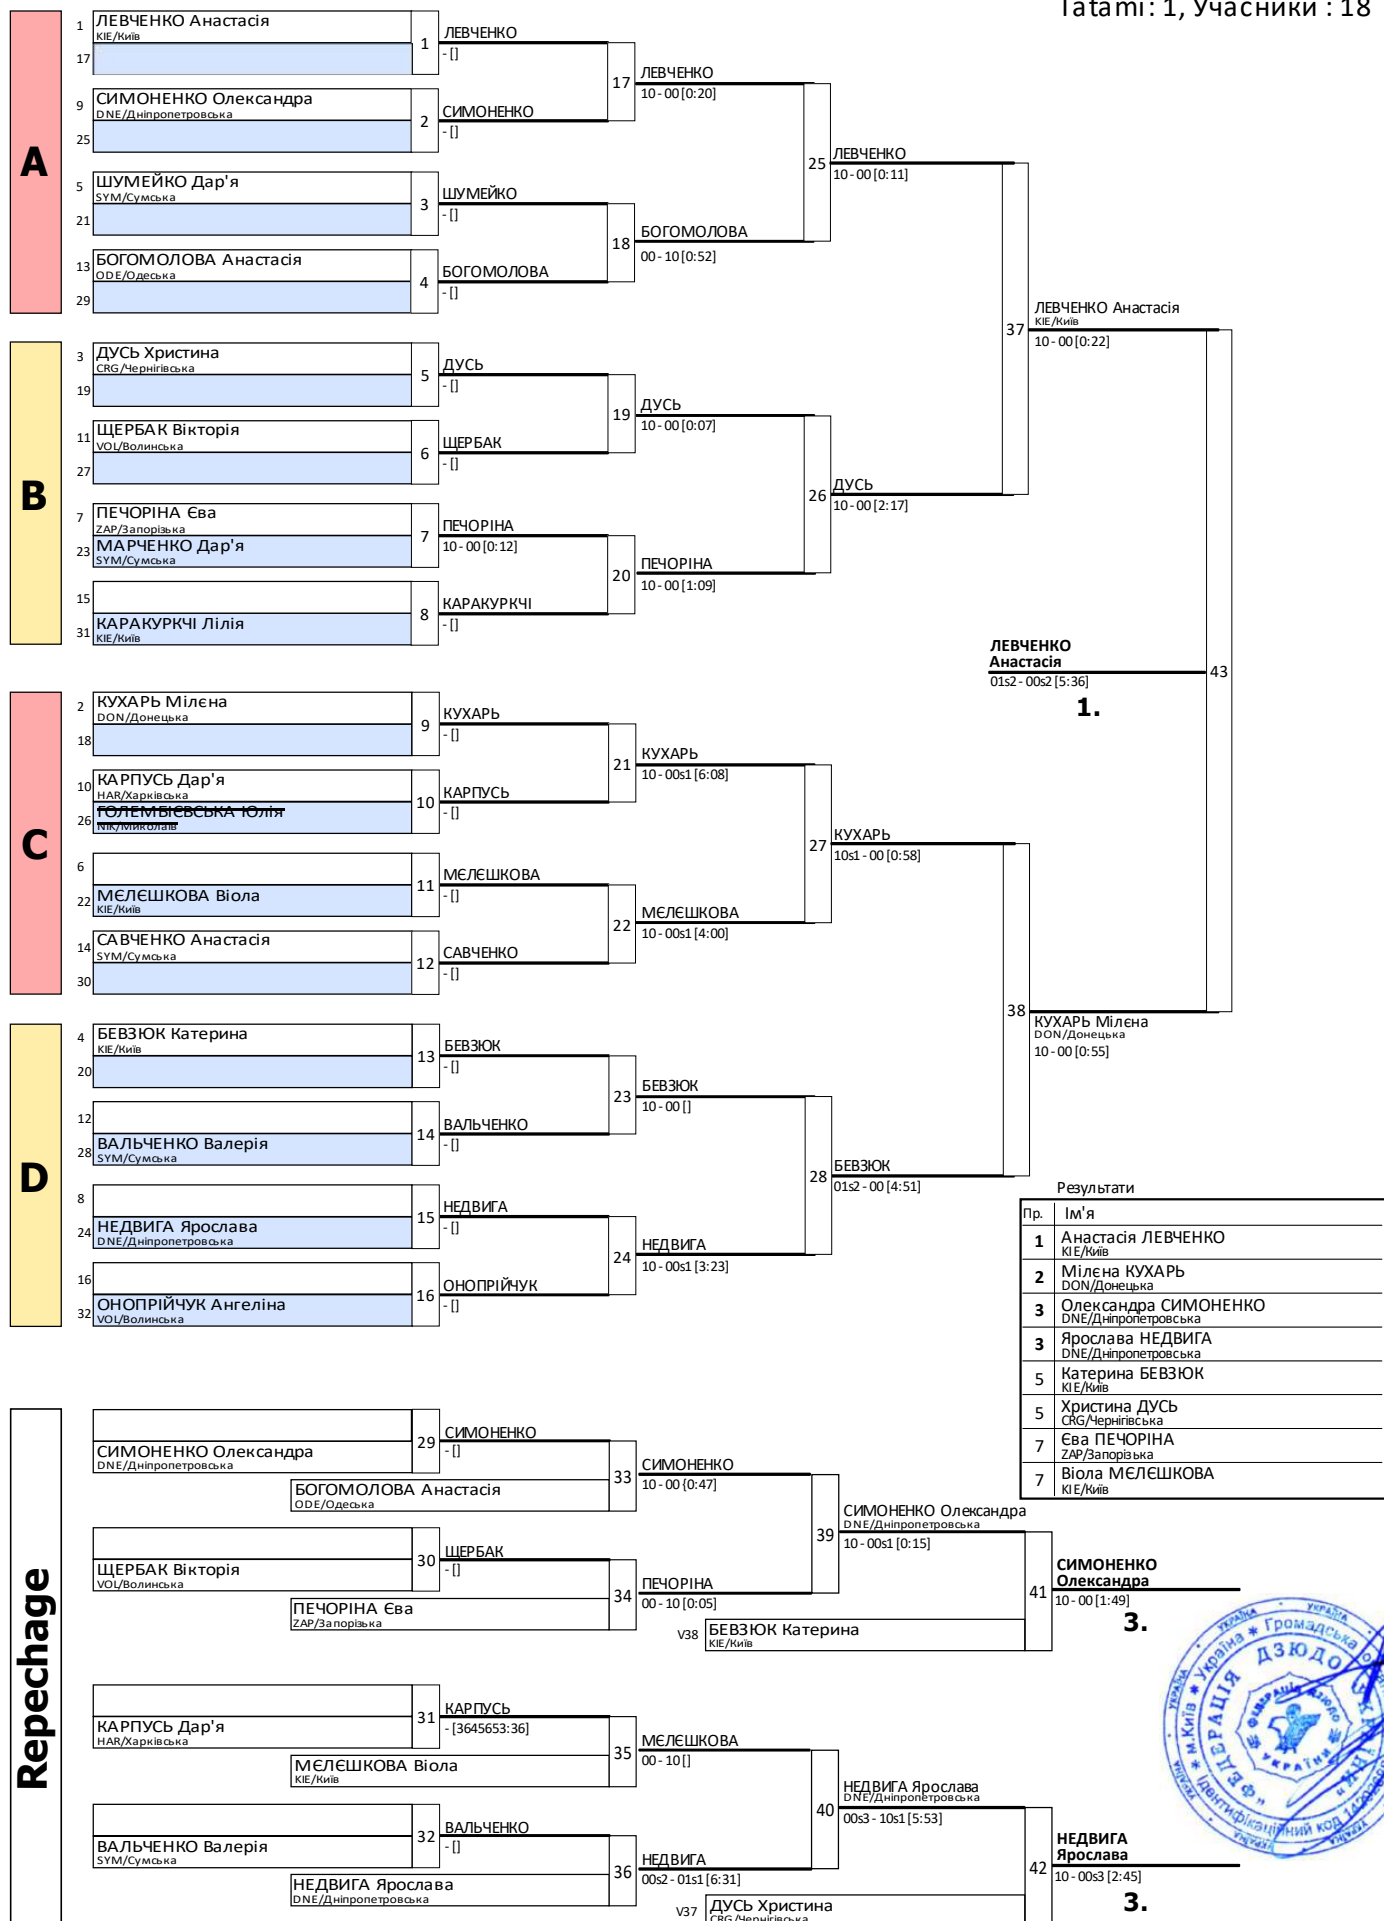 Tatami: 1, Учасники : 18
A
1 ЛЕВЧЕНКО Анастасія
KIE/Київ
17
1
ЛЕВЧЕНКО
- []
9 СИМОНЕНКО Олександра
DNE/Дніпропетровська
25
2
СИМОНЕНКО
- []
17
ЛЕВЧЕНКО
10 - 00 [0:20]
5 ШУМЕЙКО Дар'я
SYM/Сумська
21
3
ШУМЕЙКО
- []
13 БОГОМОЛОВА Анастасія
ODE/Одеська
29
4
БОГОМОЛОВА
- []
18
БОГОМОЛОВА
00 - 10 [0:52]
25
ЛЕВЧЕНКО
10 - 00 [0:11]
B
3 ДУСЬ Христина
CRG/Чернігівська
19
5
ДУСЬ
- []
11 ЩЕРБАК Вікторія
VOL/Волинська
27
6
ЩЕРБАК
- []
19
ДУСЬ
10 - 00 [0:07]
7 ПЕЧОРІНА Єва
ZAP/Запорізька
23 МАРЧЕНКО Дар'я
SYM/Сумська
7
ПЕЧОРІНА
10 - 00 [0:12]
15
31 КАРАКУРКЧІ Лілія
KIE/Київ
8
КАРАКУРКЧІ
- []
20
ПЕЧОРІНА
10 - 00 [1:09]
26
ДУСЬ
10 - 00 [2:17]
37
ЛЕВЧЕНКО Анастасія
KIE/Київ
10 - 00 [0:22]
ЛЕВЧЕНКО
Анастасія
01s2 - 00s2 [5:36]
1.
43
C
2 КУХАРЬ Мілєна
DON/Донецька
18
9
КУХАРЬ
- []
10 КАРПУСЬ Дар'я
HAR/Харківська
26 ГОЛЕМБІЄВСЬКА Юлія
NIK/Миколаїв
10
КАРПУСЬ
- []
21
КУХАРЬ
10 - 00s1 [6:08]
6
22 МЄЛЄШКОВА Віола
KIE/Київ
11
МЄЛЄШКОВА
- []
14 САВЧЕНКО Анастасія
SYM/Сумська
30
12
САВЧЕНКО
- []
22
МЄЛЄШКОВА
10 - 00s1 [4:00]
27
КУХАРЬ
10s1 - 00 [0:58]
D
4 БЕВЗЮК Катерина
KIE/Київ
20
13
БЕВЗЮК
- []
12
28 ВАЛЬЧЕНКО Валерія
SYM/Сумська
14
ВАЛЬЧЕНКО
- []
23
БЕВЗЮК
10 - 00 []
8
24 НЕДВИГА Ярослава
DNE/Дніпропетровська
15
НЕДВИГА
- []
16
32 ОНОПРІЙЧУК Ангеліна
VOL/Волинська
16
ОНОПРІЙЧУК
- []
24
НЕДВИГА
10 - 00s1 [3:23]
28
БЕВЗЮК
01s2 - 00 [4:51]
38
КУХАРЬ Мілєна
DON/Донецька
10 - 00 [0:55]
Результати
Пр. Ім'я
1 Анастасія ЛЕВЧЕНКО
KIE/Київ
2 Мілєна КУХАРЬ
DON/Донецька
3 Олександра СИМОНЕНКО
DNE/Дніпропетровська
3 Ярослава НЕДВИГА
DNE/Дніпропетровська
5 Катерина БЕВЗЮК
KIE/Київ
5 Христина ДУСЬ
CRG/Чернігівська
7 Єва ПЕЧОРІНА
ZAP/Запорізька
7 Віола МЄЛЄШКОВА
KIE/Київ
Repechage
СИМОНЕНКО Олександра
DNE/Дніпропетровська
29
СИМОНЕНКО
- []
БОГОМОЛОВА Анастасія
ODE/Одеська
33
СИМОНЕНКО
10 - 00 {0:47]
ЩЕРБАК Вікторія
VOL/Волинська
30
ЩЕРБАК
- []
ПЕЧОРІНА Єва
ZAP/Запорізька
34
ПЕЧОРІНА
00 - 10 [0:05]
39
СИМОНЕНКО Олександра
DNE/Дніпропетровська
10 - 00s1 [0:15]
V38 БЕВЗЮК Катерина
KIE/Київ
41
СИМОНЕНКО
Олександра
10 - 00 [1:49]
3.
КАРПУСЬ Дар'я
HAR/Харківська
31
КАРПУСЬ
- [3645653:36]
МЄЛЄШКОВА Віола
KIE/Київ
35
МЄЛЄШКОВА
00 - 10 []
ВАЛЬЧЕНКО Валерія
SYM/Сумська
32
ВАЛЬЧЕНКО
- []
НЕДВИГА Ярослава
DNE/Дніпропетровська
36
НЕДВИГА
00s2 - 01s1 [6:31]
40
НЕДВИГА Ярослава
DNE/Дніпропетровська
00s3 - 10s1 [5:53]
V37 ДУСЬ Христина
CRG/Чернігівська
42
НЕДВИГА
Ярослава
10 - 00s3 [2:45]
3.
Україна * Громадська
* м.Київ *
ФЕДЕРАЦІЯ ДЗЮДО
УКРАЇНИ
Ідентифікаційний код